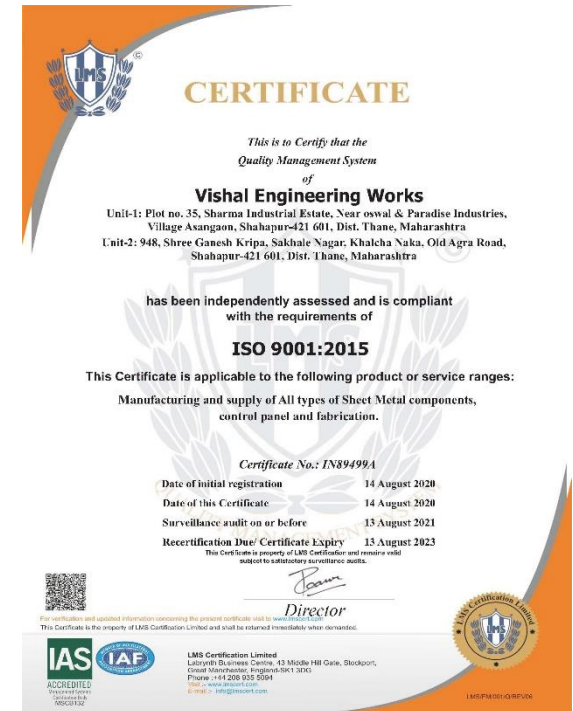 LMS
©
CERTIFICATE
This is to Certify that the
Quality Management System
of
Vishal Engineering Works
Unit-1: Plot no. 35, Sharma Industrial Estate, Near oswal & Paradise Industries,
Village Asangaon, Shahapur-421 601, Dist. Thane, Maharashtra
Unit-2: 948, Shree Ganesh Kripa, Sakhale Nagar, Khalcha Naka, Old Agra Road,
Shahapur-421 601, Dist. Thane, Maharashtra
has been independently assessed and is compliant
with the requirements of
ISO 9001:2015
This Certificate is applicable to the following product or service ranges:
Manufacturing and supply of All types of Sheet Metal components,
control panel and fabrication.
Certificate No.: IN89499A
Date of initial registration 14 August 2020
Date of this Certificate 14 August 2020
Surveillance audit on or before 13 August 2021
Recertification Due/ Certificate Expiry 13 August 2023
This Certificate is property of LMS Certification and remains valid
subject to satisfactory surveillance audits.
Director
For verification and updated information concerning the present certificate visit to www.lmscert.com
This Certificate is the property of LMS Certification Limited and shall be returned immediately when demanded.
IAS
ACCREDITED
Management Systems
Certification Body
MSCB132
IAF
LMS Certification Limited
Labrynth Business Centre, 43 Middle Hill Gate, Stockport,
Great Manchester, England-SK1 3DG
Phone :+44 208 935 5094
Visit :- www.lmscert.com
E-mail :- info@lmscert.com
LMS Certification Limited
LMS
LMS/FM/001/G/REV/06